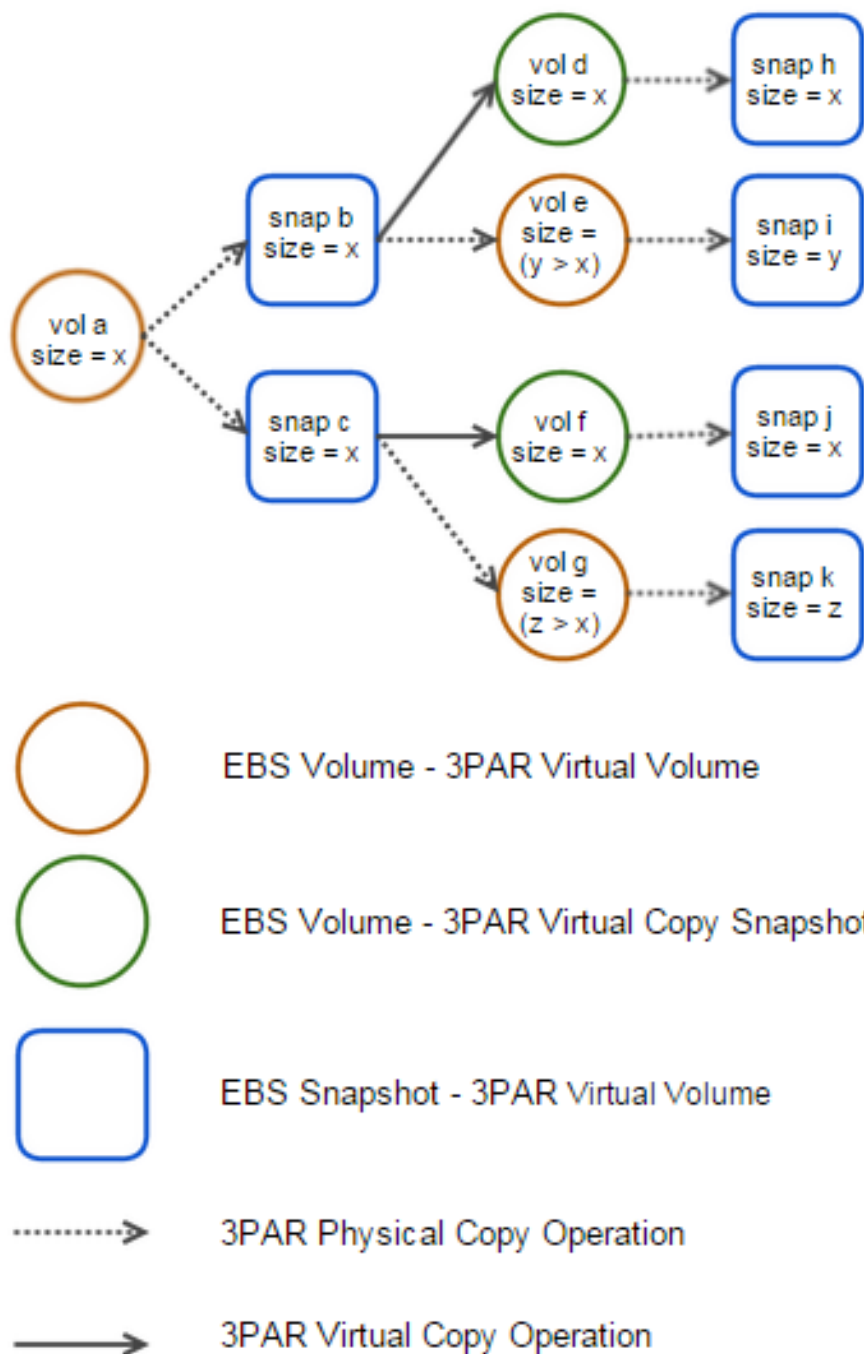 vol d
size = x
snap h
size = x
snap b
size = x
vol e
size =
(y > x)
snap i
size = y
vol a
size = x
snap c
size = x
vol f
size = x
snap j
size = x
vol g
size =
(z > x)
snap k
size = z
EBS Volume - 3PAR Virtual Volume
EBS Volume - 3PAR Virtual Copy Snapshot
EBS Snapshot - 3PAR Virtual Volume
3PAR Physical Copy Operation
3PAR Virtual Copy Operation